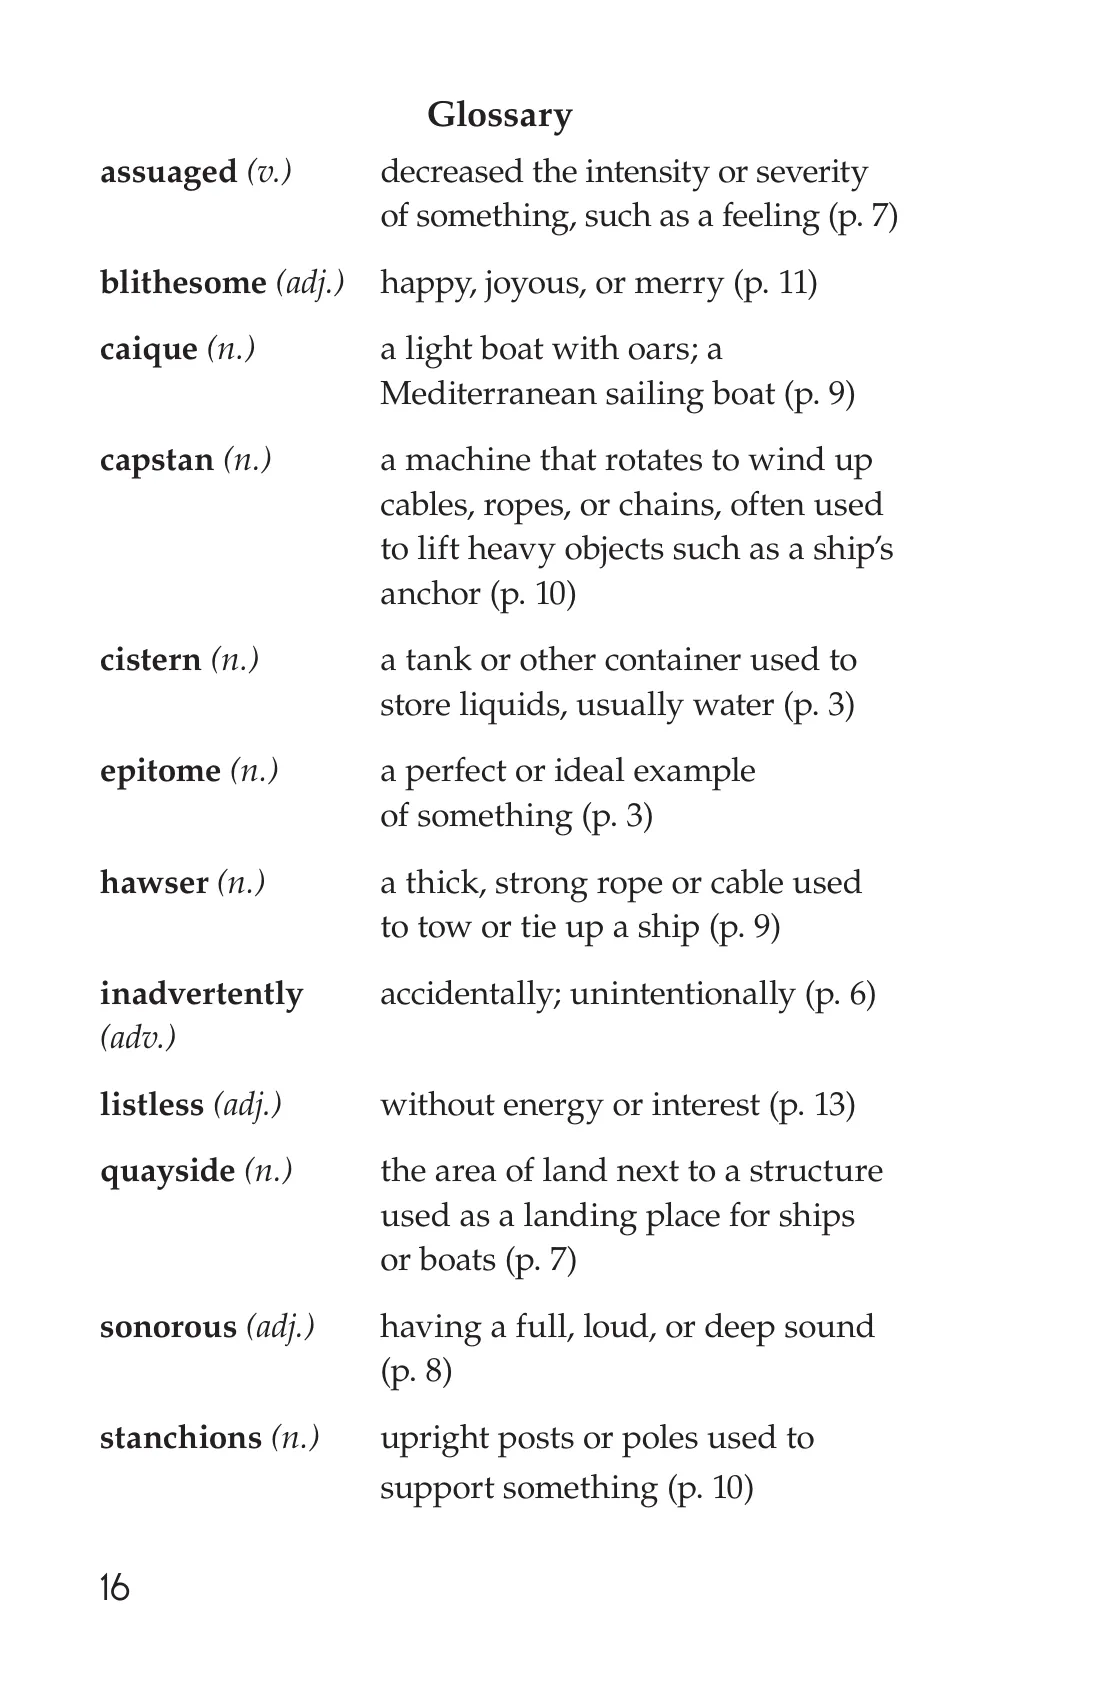 Glossary
assuaged (v.) decreased the intensity or severity
of something, such as a feeling (p. 7)
blithesome (adj.) happy, joyous, or merry (p. 11)
caique (n.) a light boat with oars; a
Mediterranean sailing boat (p. 9)
capstan (n.) a machine that rotates to wind up
cables, ropes, or chains, often used
to lift heavy objects such as a ship’s
anchor (p. 10)
cistern (n.) a tank or other container used to
store liquids, usually water (p. 3)
epitome (n.) a perfect or ideal example
of something (p. 3)
hawser (n.) a thick, strong rope or cable used
to tow or tie up a ship (p. 9)
inadvertently accidentally; unintentionally (p. 6)
(adv.)
listless (adj.) without energy or interest (p. 13)
quayside (n.) the area of land next to a structure
used as a landing place for ships
or boats (p. 7)
sonorous (adj.) having a full, loud, or deep sound
(p. 8)
stanchions (n.) upright posts or poles used to
support something (p. 10)
16